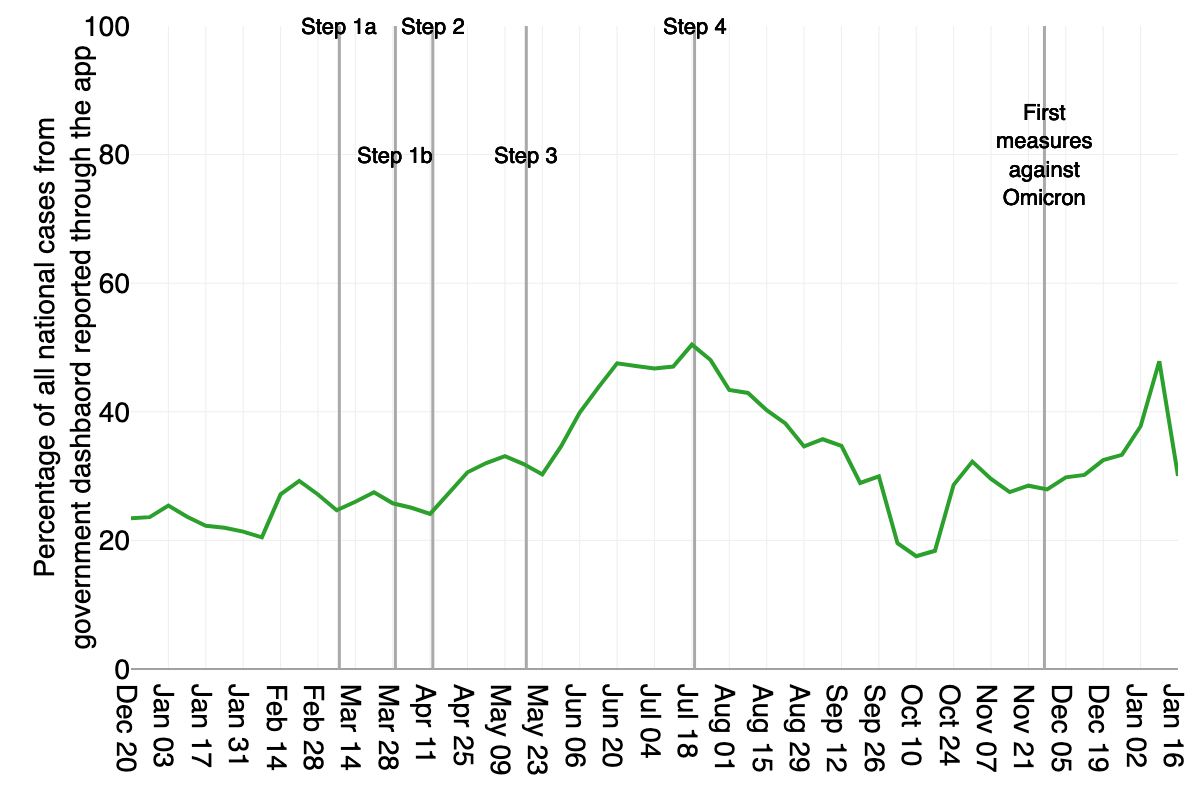 Percentage of all national cases from
government dashbaord reported through the app
100
80
60
40
20
0
Step 1a
Step 2
Step 4
Step 1b
Step 3
First
measures
against
Omicron
Dec 20
Jan 03
Jan 17
Jan 31
Feb 14
Feb 28
Mar 14
Mar 28
Apr 11
Apr 25
May 09
May 23
Jun 06
Jun 20
Jul 04
Jul 18
Aug 01
Aug 15
Aug 29
Sep 12
Sep 26
Oct 10
Oct 24
Nov 07
Nov 21
Dec 05
Dec 19
Jan 02
Jan 16